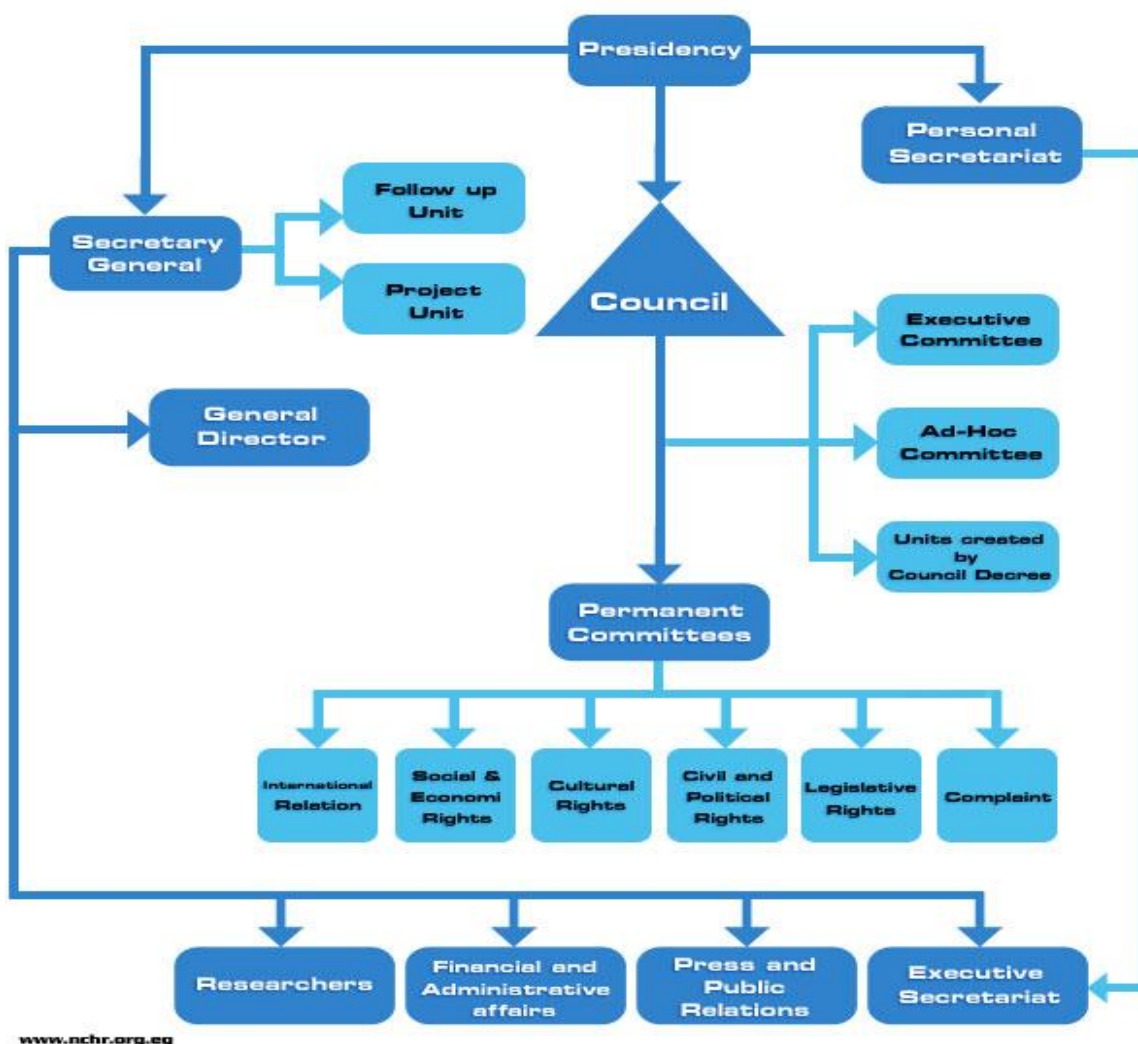 Presidency
Personal
Secretariat
Follow up
Unit
Secretary
General
Project
Unit
Council
Executive
Committee
General
Director
Ad-Hoc
Committee
Units created
by
Council Decree
Permanent
Committees
International
Relation
Social &
Economi
Rights
Cultural
Rights
Civil and
Political
Rights
Legislative
Rights
Complaint
Researchers
Financial and
Administrative
affairs
Press and
Public
Relations
Executive
Secretariat
www.nchr.org.eg